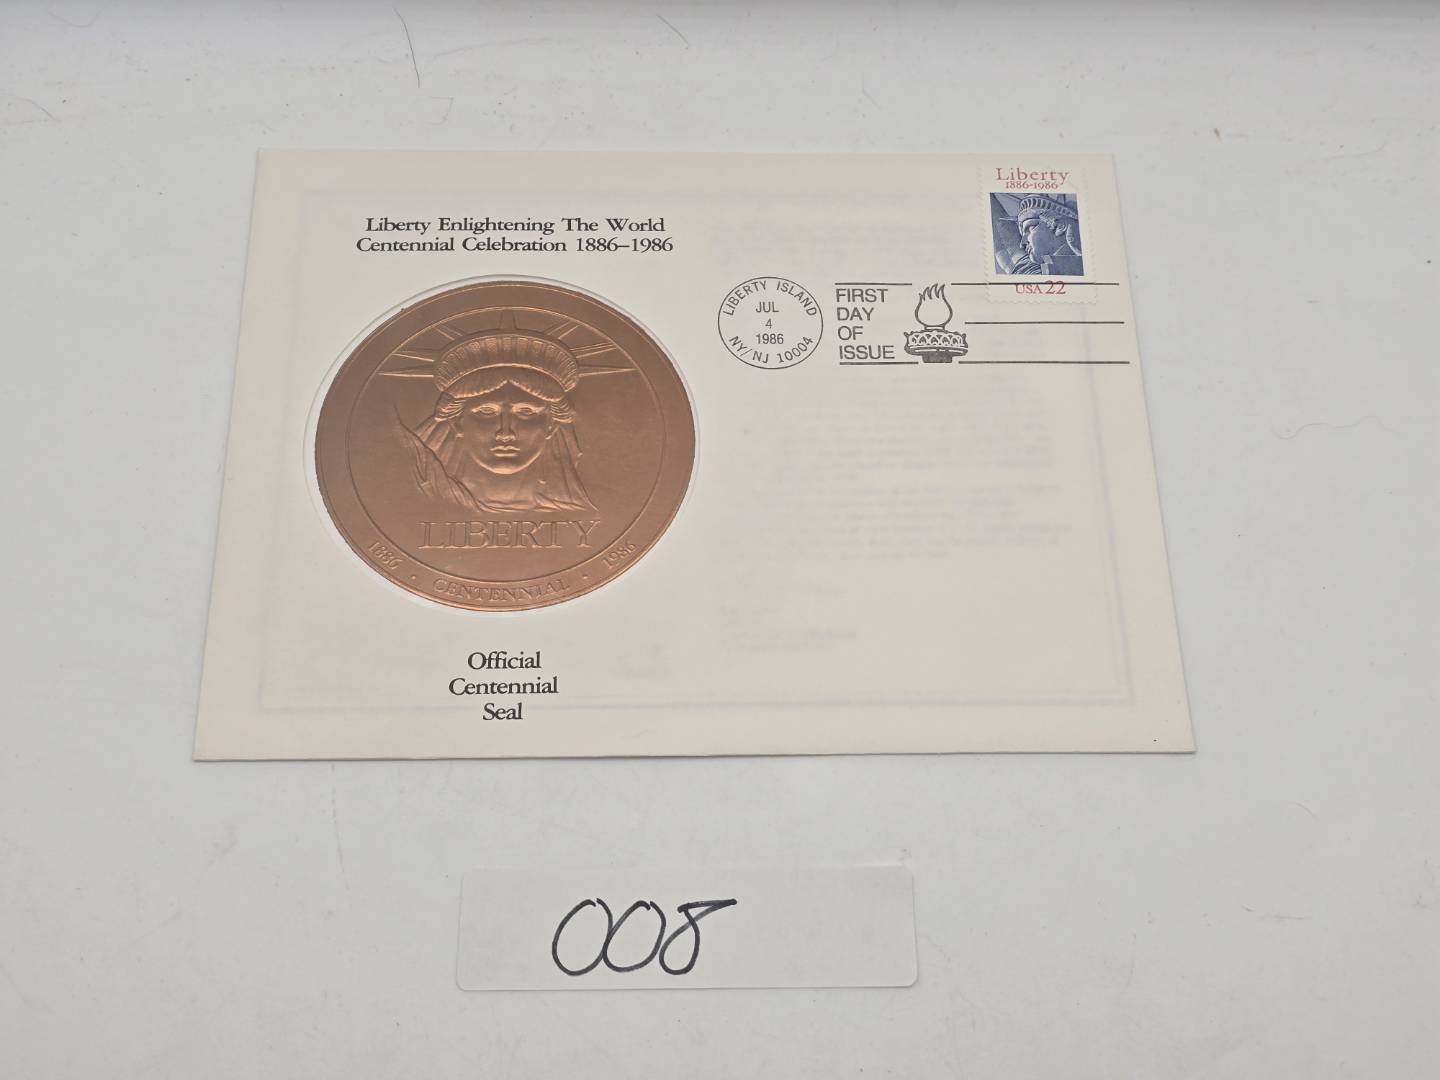 Liberty Enlightening The World
Centennial Celebration 1886–1986
LIBERTY
1886 · CENTENNIAL · 1986
Official
Centennial
Seal
Liberty
1886-1986
USA 22
LIBERTY ISLAND
JUL
4
1986
NY/NJ 10004
FIRST
DAY
OF
ISSUE
008